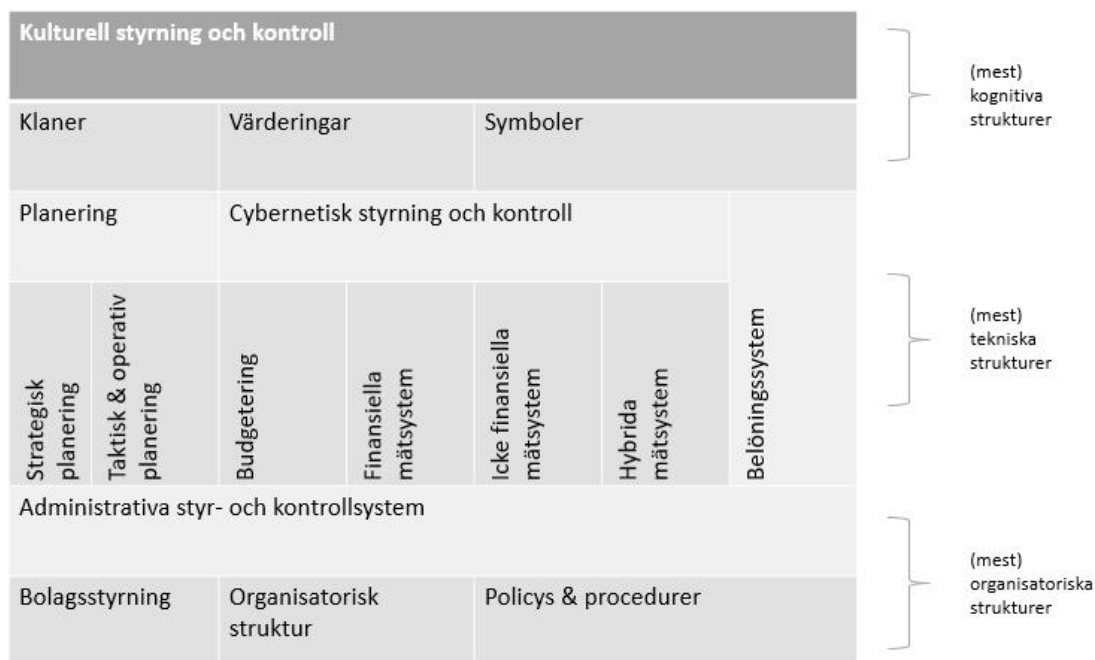 Kulturell styrning och kontroll
(mest)
kognitiva
strukturer
Klaner
Värderingar
Symboler
Planering
Cybernetisk styrning och kontroll
Strategisk
planering
Taktisk & operativ
planering
Budgetering
Finansiella
mätsystem
Icke finansiella
mätsystem
Hybrida
mätsystem
Belöningssystem
(mest)
tekniska
strukturer
Administrativa styr- och kontrollsystem
Bolagsstyrning
Organisatorisk
struktur
Policys & procedurer
(mest)
organisatoriska
strukturer